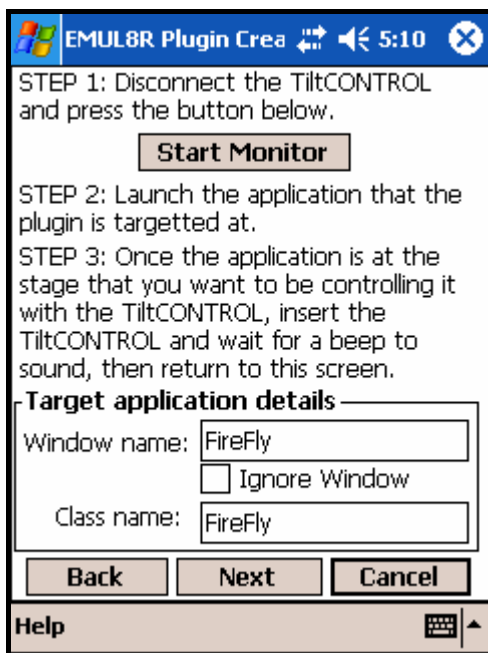 EMUL8R Plugin Crea 5:10
STEP 1: Disconnect the TiltCONTROL
and press the button below.
Start Monitor
STEP 2: Launch the application that the
plugin is targetted at.
STEP 3: Once the application is at the
stage that you want to be controlling it
with the TiltCONTROL, insert the
TiltCONTROL and wait for a beep to
sound, then return to this screen.
Target application details
Window name: FireFly
Ignore Window
Class name: FireFly
Back Next Cancel
Help